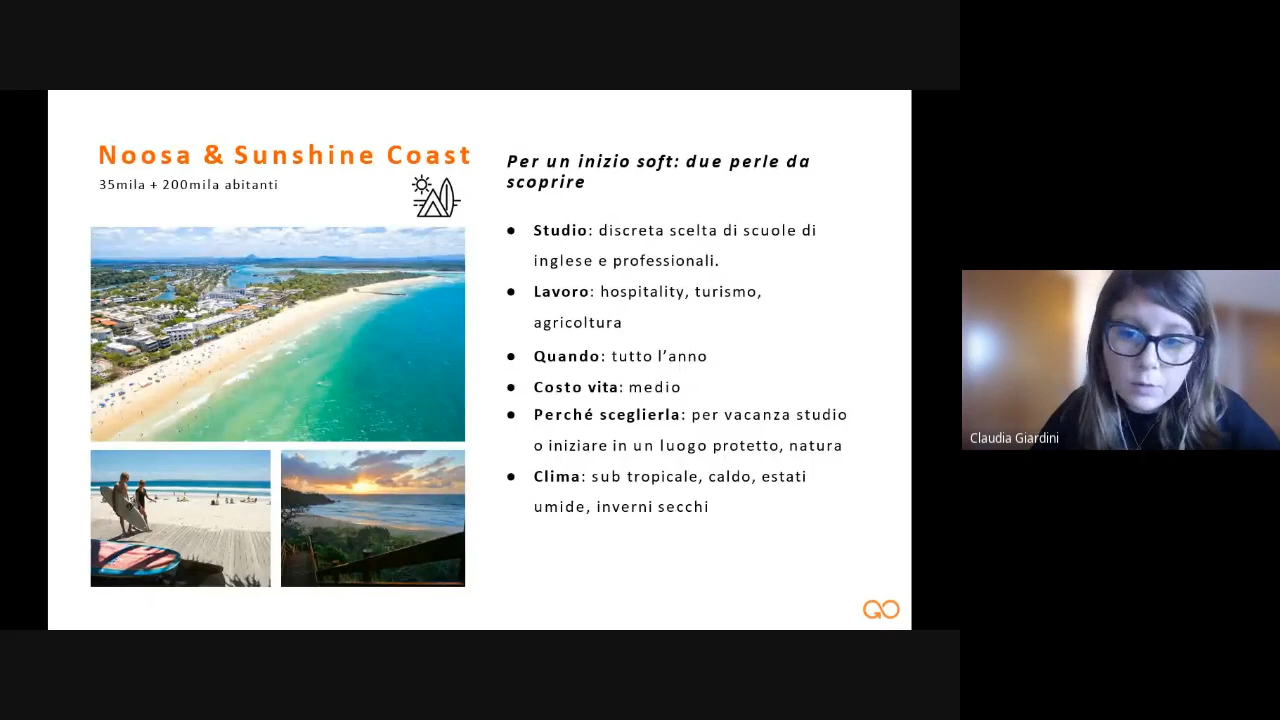 Noosa & Sunshine Coast
35mila + 200mila abitanti
Per un inizio soft: due perle da
scoprire
● Studio: discreta scelta di scuole di
inglese e professionali.
● Lavoro: hospitality, turismo,
agricoltura
● Quando: tutto l’anno
● Costo vita: medio
● Perché sceglierla: per vacanza studio
o iniziare in un luogo protetto, natura
● Clima: sub tropicale, caldo, estati
umide, inverni secchi
GO
Claudia Giardini